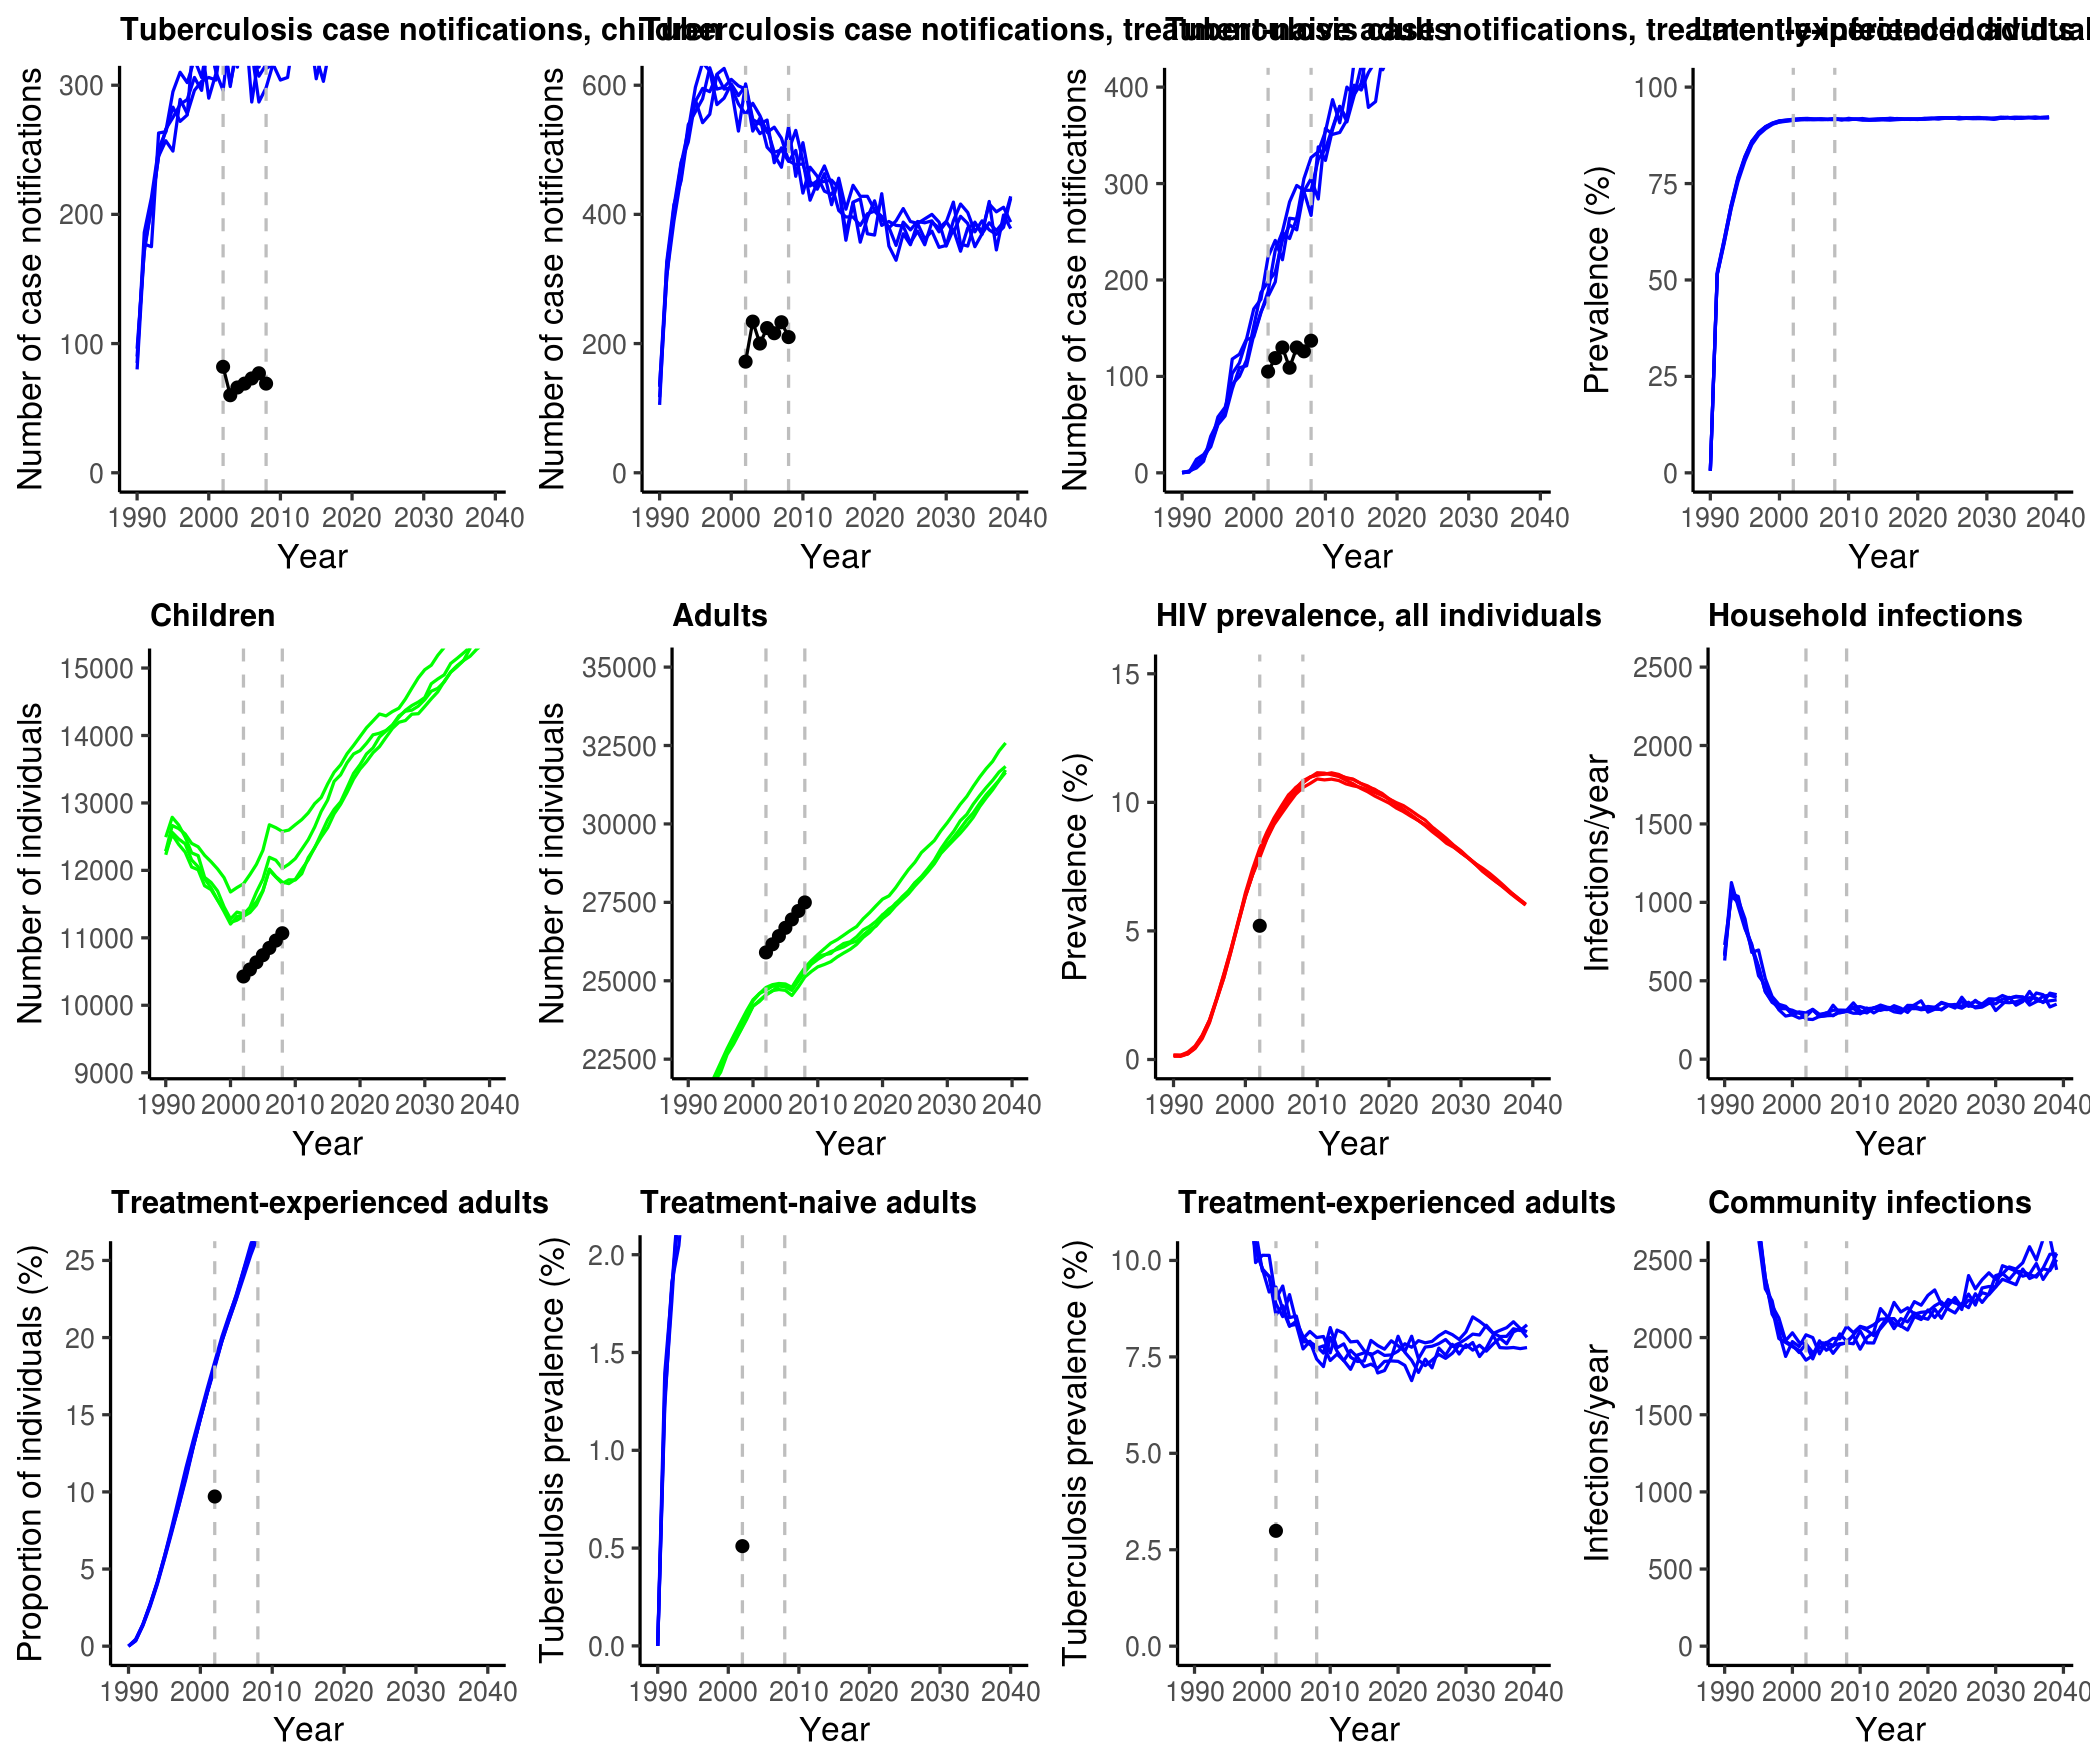 Tuberculosis case notifications, children
Tuberculosis case notifications, treatment-naive adults
Tuberculosis case notifications, treatment-experienced adults
Latently-infected individuals
Number of case notifications
300
200
100
0
1990 2000 2010 2020 2030 2040
Year
Number of case notifications
600
400
200
0
1990 2000 2010 2020 2030 2040
Year
Number of case notifications
400
300
200
100
0
1990 2000 2010 2020 2030 2040
Year
Prevalence (%)
100
75
50
25
0
1990 2000 2010 2020 2030 2040
Year
Children
Number of individuals
15000
14000
13000
12000
11000
10000
9000
1990 2000 2010 2020 2030 2040
Year
Adults
Number of individuals
35000
32500
30000
27500
25000
22500
1990 2000 2010 2020 2030 2040
Year
HIV prevalence, all individuals
Prevalence (%)
15
10
5
0
1990 2000 2010 2020 2030 2040
Year
Household infections
Infections/year
2500
2000
1500
1000
500
0
1990 2000 2010 2020 2030 2040
Year
Treatment-experienced adults
Proportion of individuals (%)
25
20
15
10
5
0
1990 2000 2010 2020 2030 2040
Year
Treatment-naive adults
Tuberculosis prevalence (%)
2.0
1.5
1.0
0.5
0.0
1990 2000 2010 2020 2030 2040
Year
Treatment-experienced adults
Tuberculosis prevalence (%)
10.0
7.5
5.0
2.5
0.0
1990 2000 2010 2020 2030 2040
Year
Community infections
Infections/year
2500
2000
1500
1000
500
0
1990 2000 2010 2020 2030 2040
Year